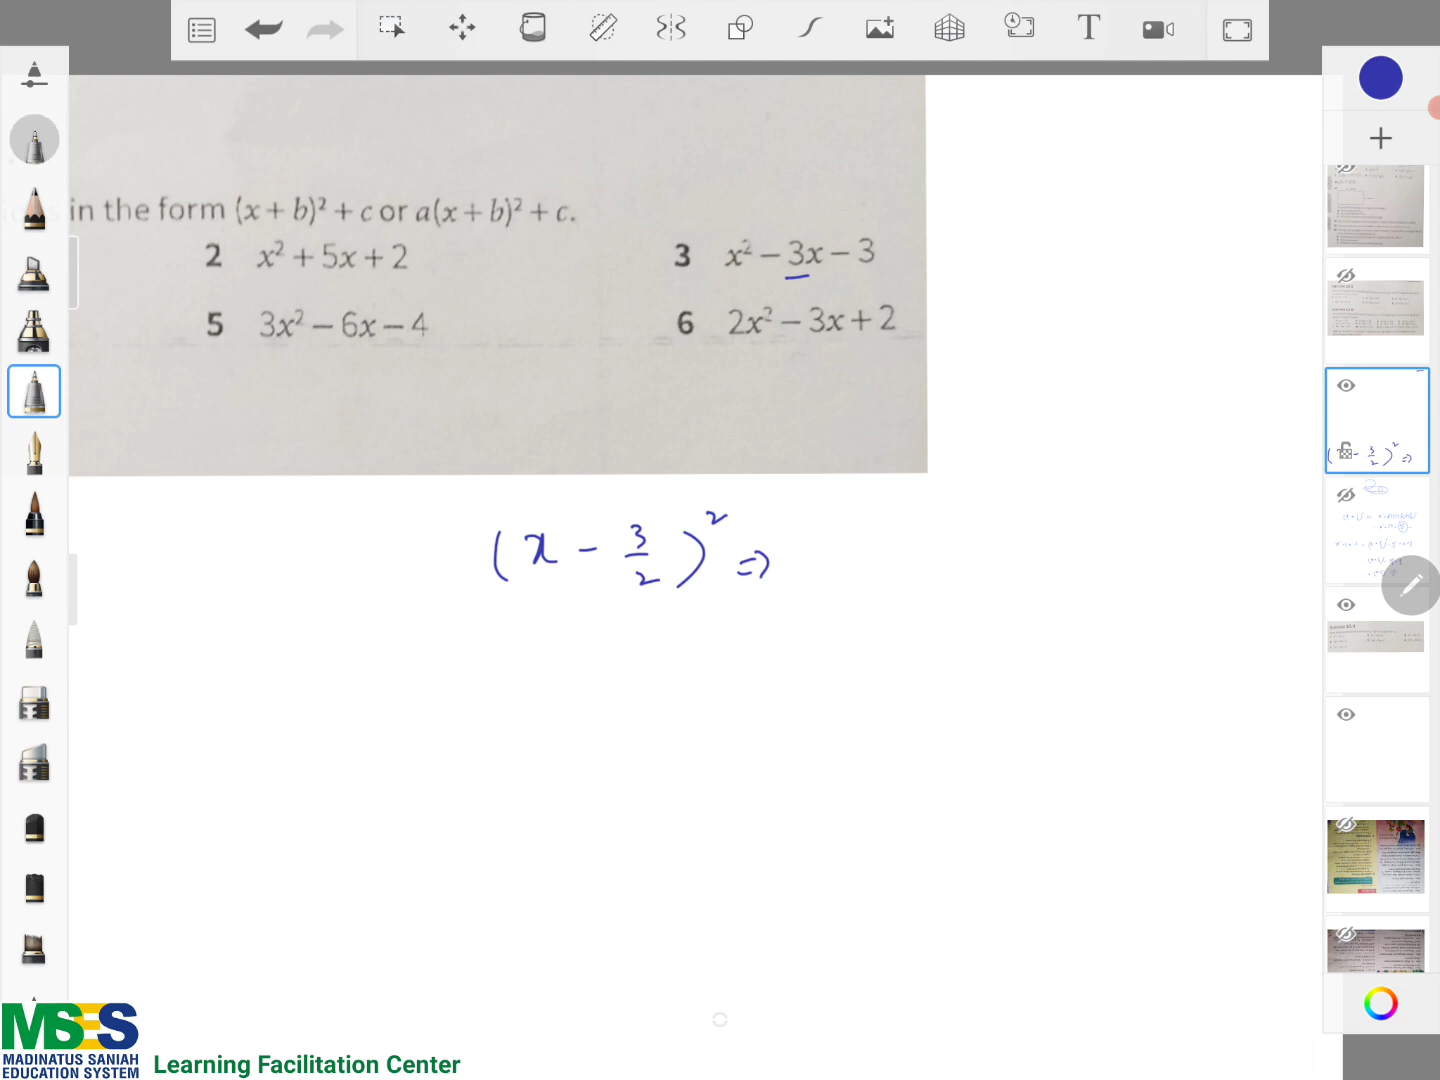 in the form (x + b)² + c or a(x + b)² + c.
2 x² + 5x + 2
3 x² − 3x − 3
5 3x² − 6x − 4
6 2x² − 3x + 2
(x − 3/2)² ⇒
T
MSES
MADINATUS SANIAH
EDUCATION SYSTEM
Learning Facilitation Center